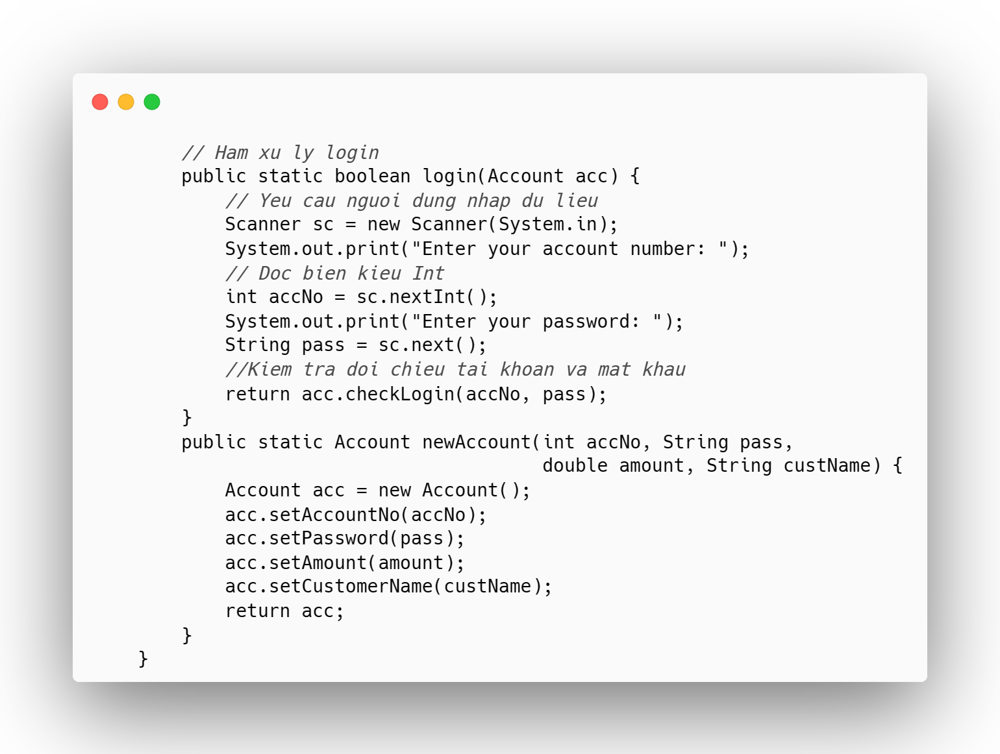 // Ham xu ly login
public static boolean login(Account acc) {
// Yeu cau nguoi dung nhap du lieu
Scanner sc = new Scanner(System.in);
System.out.print("Enter your account number: ");
// Doc bien kieu Int
int accNo = sc.nextInt();
System.out.print("Enter your password: ");
String pass = sc.next();
//Kiem tra doi chieu tai khoan va mat khau
return acc.checkLogin(accNo, pass);
}
public static Account newAccount(int accNo, String pass,
double amount, String custName) {
Account acc = new Account();
acc.setAccountNo(accNo);
acc.setPassword(pass);
acc.setAmount(amount);
acc.setCustomerName(custName);
return acc;
}
}